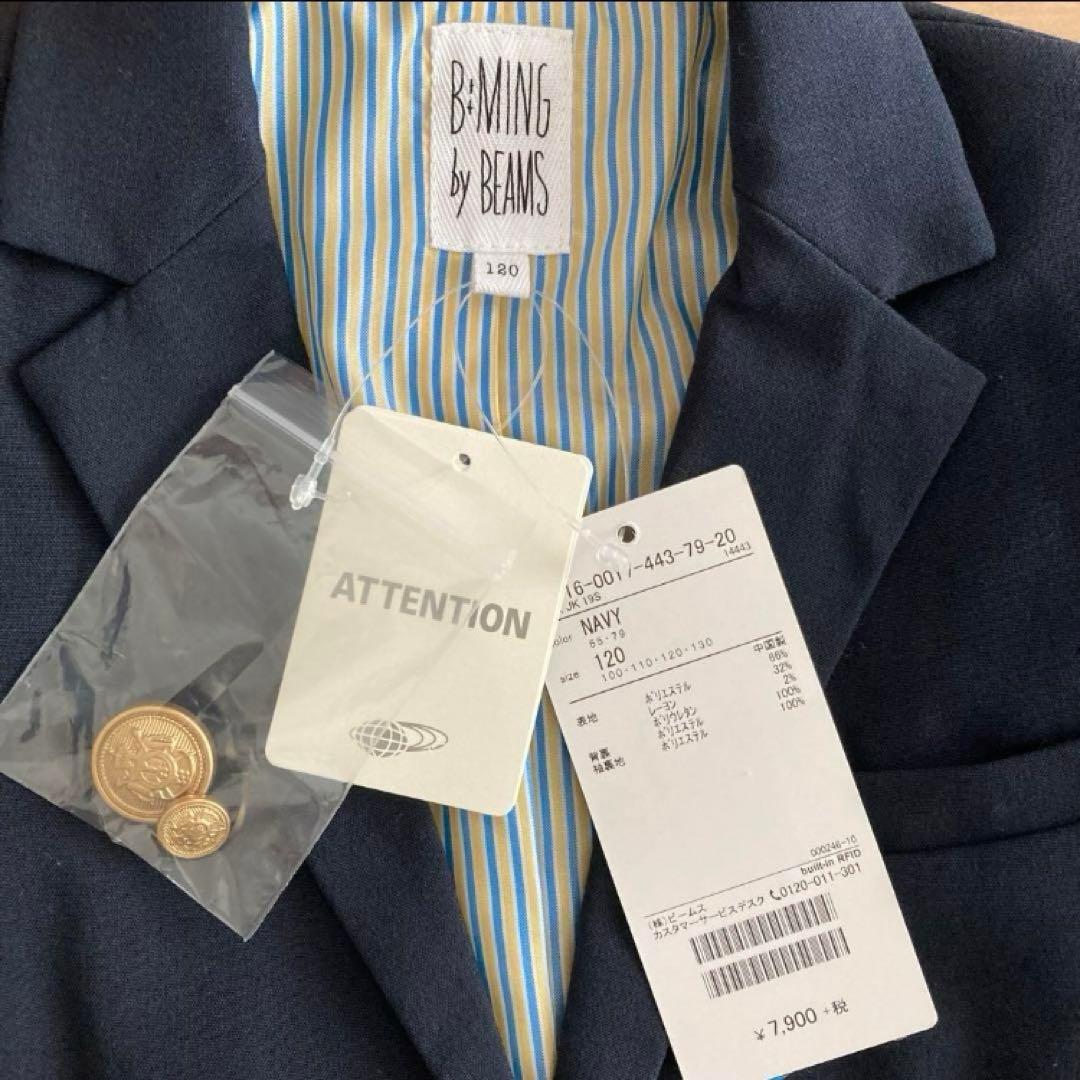 B:MING
by BEAMS
120
ATTENTION
16-0017-443-79-20
JK 19S 14443
color NAVY
65・79
size 120
100・110・120・130
中国製
表地 ポリエステル 66%
レーヨン 32%
ポリウレタン 2%
背裏 ポリエステル 100%
袖裏地 ポリエステル 100%
000246-10
built-in RFID
(株)ビームス
カスタマーサービスデスク 0120-011-301
¥7,900 +税